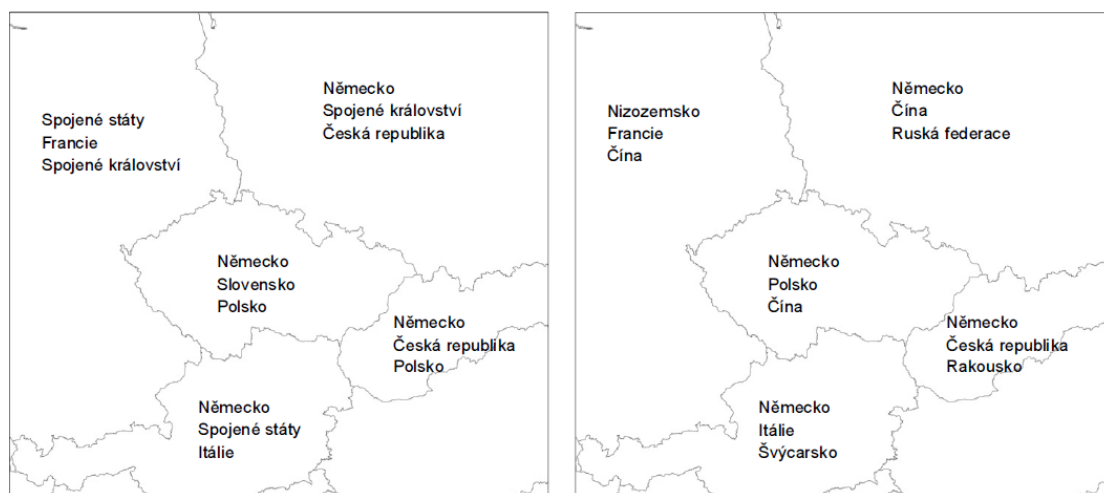 Spojené státy
Francie
Spojené království
Německo
Spojené království
Česká republika
Německo
Slovensko
Polsko
Německo
Česká republika
Polsko
Německo
Spojené státy
Itálie
Nizozemsko
Francie
Čína
Německo
Čína
Ruská federace
Německo
Polsko
Čína
Německo
Česká republika
Rakousko
Německo
Itálie
Švýcarsko